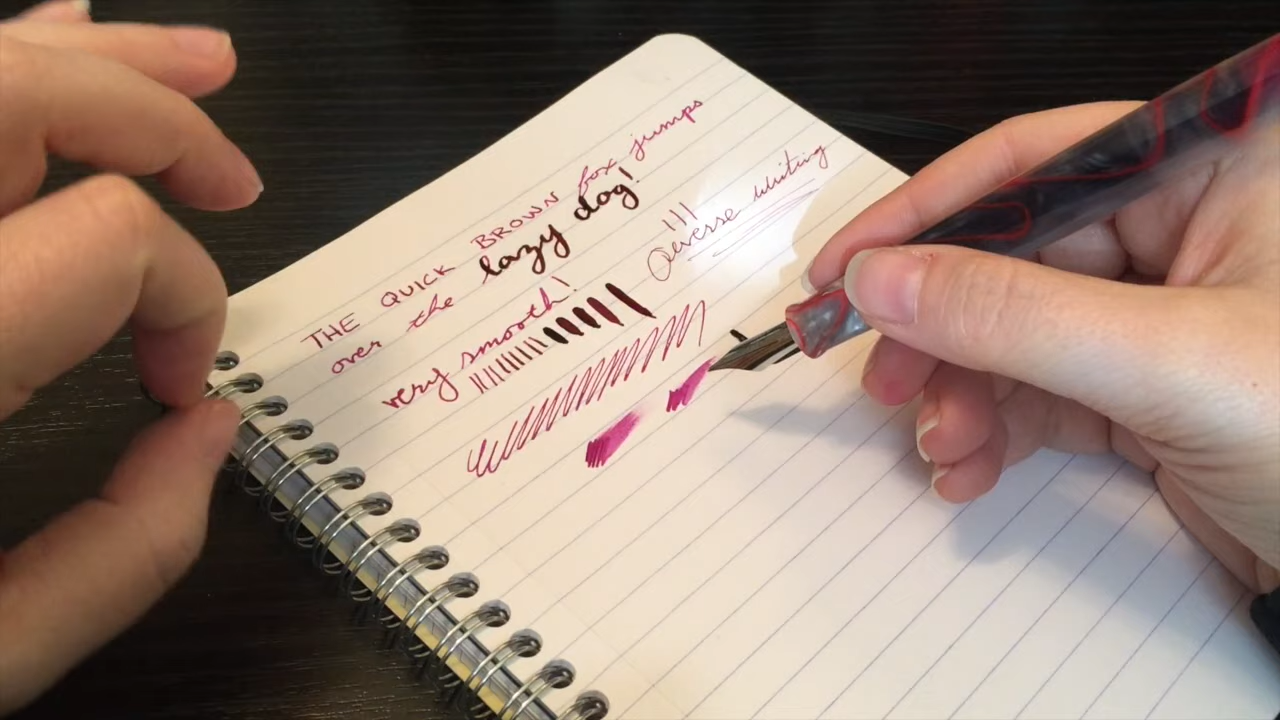 THE QUICK BROWN fox jumps
over the lazy dog!
very smooth!
Reverse writing